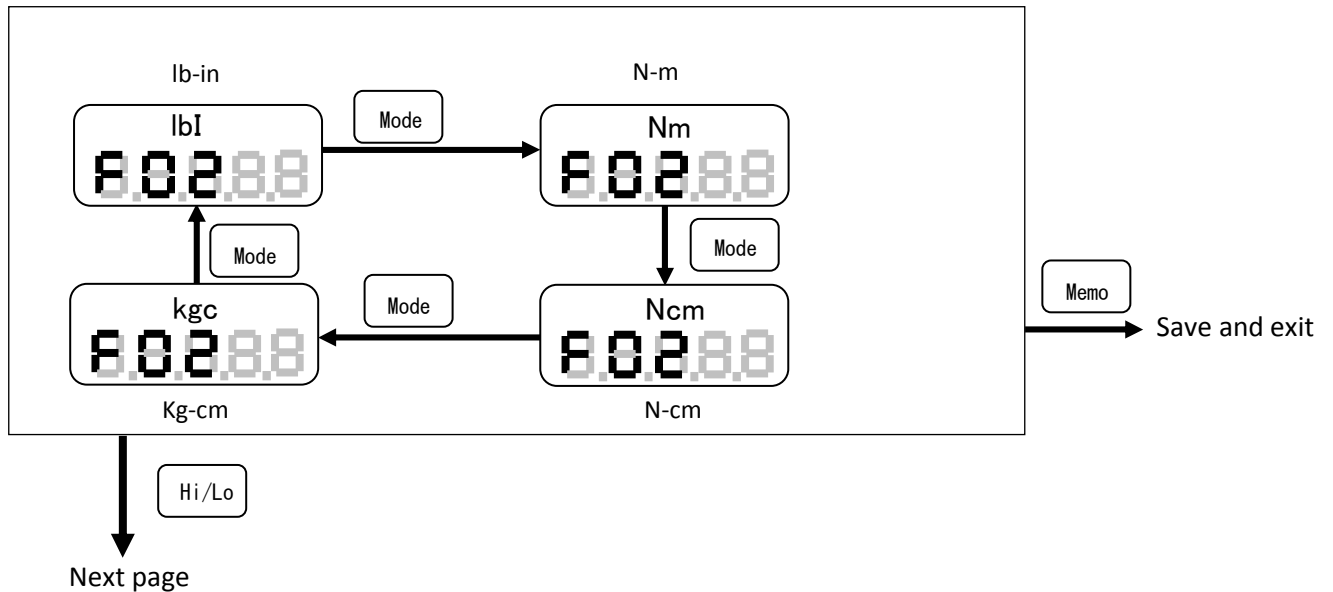 lb-in
N-m
lbI
F02
Mode
Nm
F02
Mode
Mode
kgc
F02
Mode
Ncm
F02
Kg-cm
N-cm
Memo
Save and exit
Hi/Lo
Next page